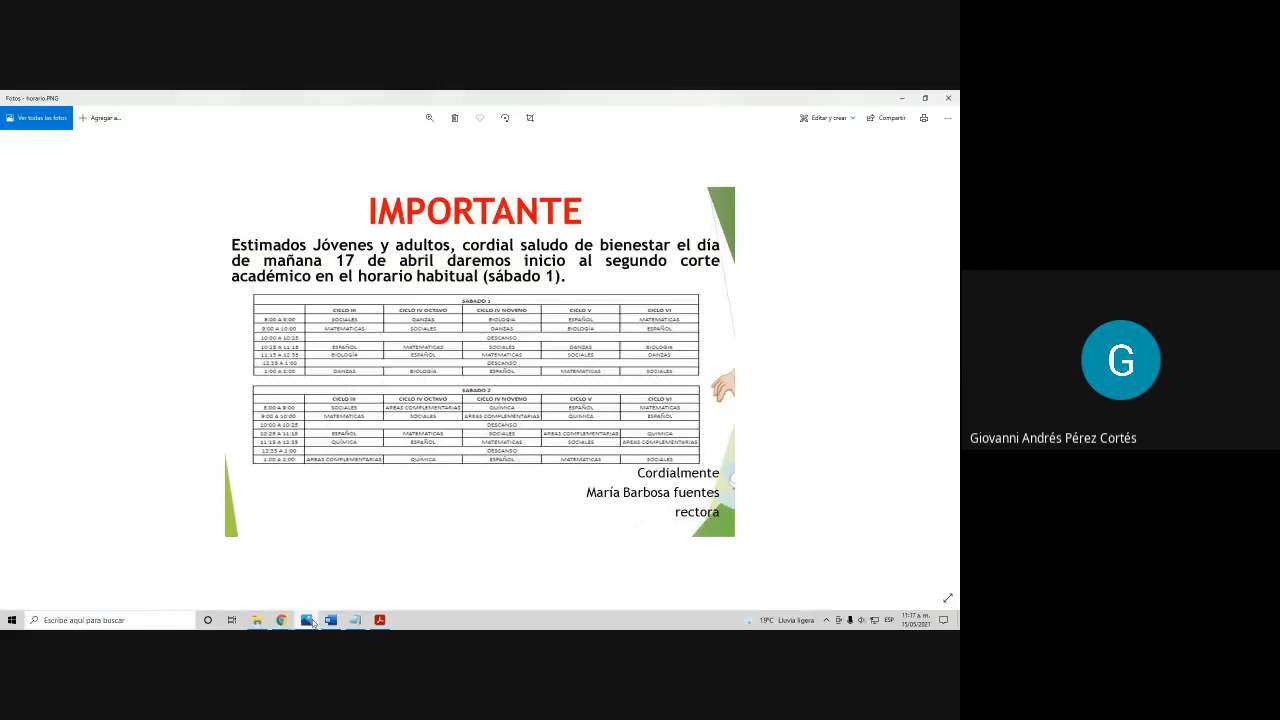 Fotos - horario.PNG
Ver todas las fotos
Agregar a...
Editar y crear
Compartir
IMPORTANTE
Estimados Jóvenes y adultos, cordial saludo de bienestar el día
de mañana 17 de abril daremos inicio al segundo corte
académico en el horario habitual (sábado 1).
SABADO 1
CICLO III CICLO IV OCTAVO CICLO IV NOVENO CICLO V CICLO VI
8:00 A 9:00 SOCIALES DANZAS BIOLOGIA ESPAÑOL MATEMATICAS
9:00 A 10:00 MATEMATICAS SOCIALES DANZAS BIOLOGÍA ESPAÑOL
10:00 A 10:25 DESCANSO
10:25 A 11:15 ESPAÑOL MATEMATICAS SOCIALES DANZAS BIOLOGIA
11:15 A 12:35 BIOLOGÍA ESPAÑOL MATEMATICAS SOCIALES DANZAS
12:35 A 1:00 DESCANSO
1:00 A 2:00 DANZAS BIOLOGÍA ESPAÑOL MATEMATICAS SOCIALES
SABADO 2
CICLO III CICLO IV OCTAVO CICLO IV NOVENO CICLO V CICLO VI
8:00 A 9:00 SOCIALES AREAS COMPLEMENTARIAS QUÍMICA ESPAÑOL MATEMATICAS
9:00 A 10:00 MATEMATICAS SOCIALES AREAS COMPLEMENTARIAS QUIMICA ESPAÑOL
10:00 A 10:25 DESCANSO
10:25 A 11:15 ESPAÑOL MATEMATICAS SOCIALES AREAS COMPLEMENTARIAS QUIMICA
11:15 A 12:35 QUÍMICA ESPAÑOL MATEMATICAS SOCIALES AREAS COMPLEMENTARIAS
12:35 A 1:00 DESCANSO
1:00 A 2:00 AREAS COMPLEMENTARIAS QUÍMICA ESPAÑOL MATEMATICAS SOCIALES
Cordialmente
María Barbosa fuentes
rectora
G
Giovanni Andrés Pérez Cortés
Escribe aquí para buscar
19°C Lluvia ligera
ESP
11:17 a. m.
15/05/2021